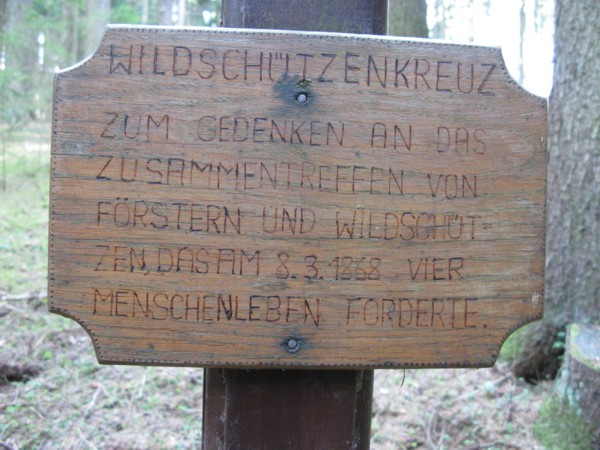 WILDSCHÜTZENKREUZ
ZUM GEDENKEN AN DAS
ZUSAMMENTREFFEN VON
FÖRSTERN UND WILDSCHÜT-
ZEN, DAS AM 8.3.1868 VIER
MENSCHENLEBEN FORDERTE.